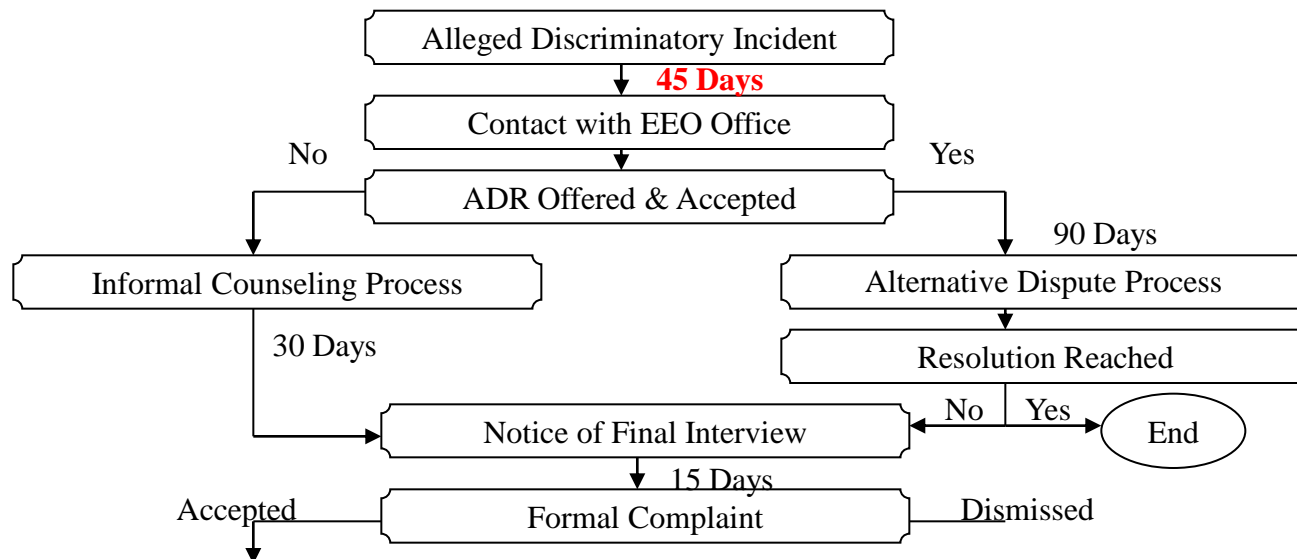 Alleged Discriminatory Incident
45 Days
Contact with EEO Office
No
Yes
ADR Offered & Accepted
90 Days
Informal Counseling Process
Alternative Dispute Process
30 Days
Resolution Reached
No
Yes
End
Notice of Final Interview
15 Days
Accepted
Formal Complaint
Dismissed